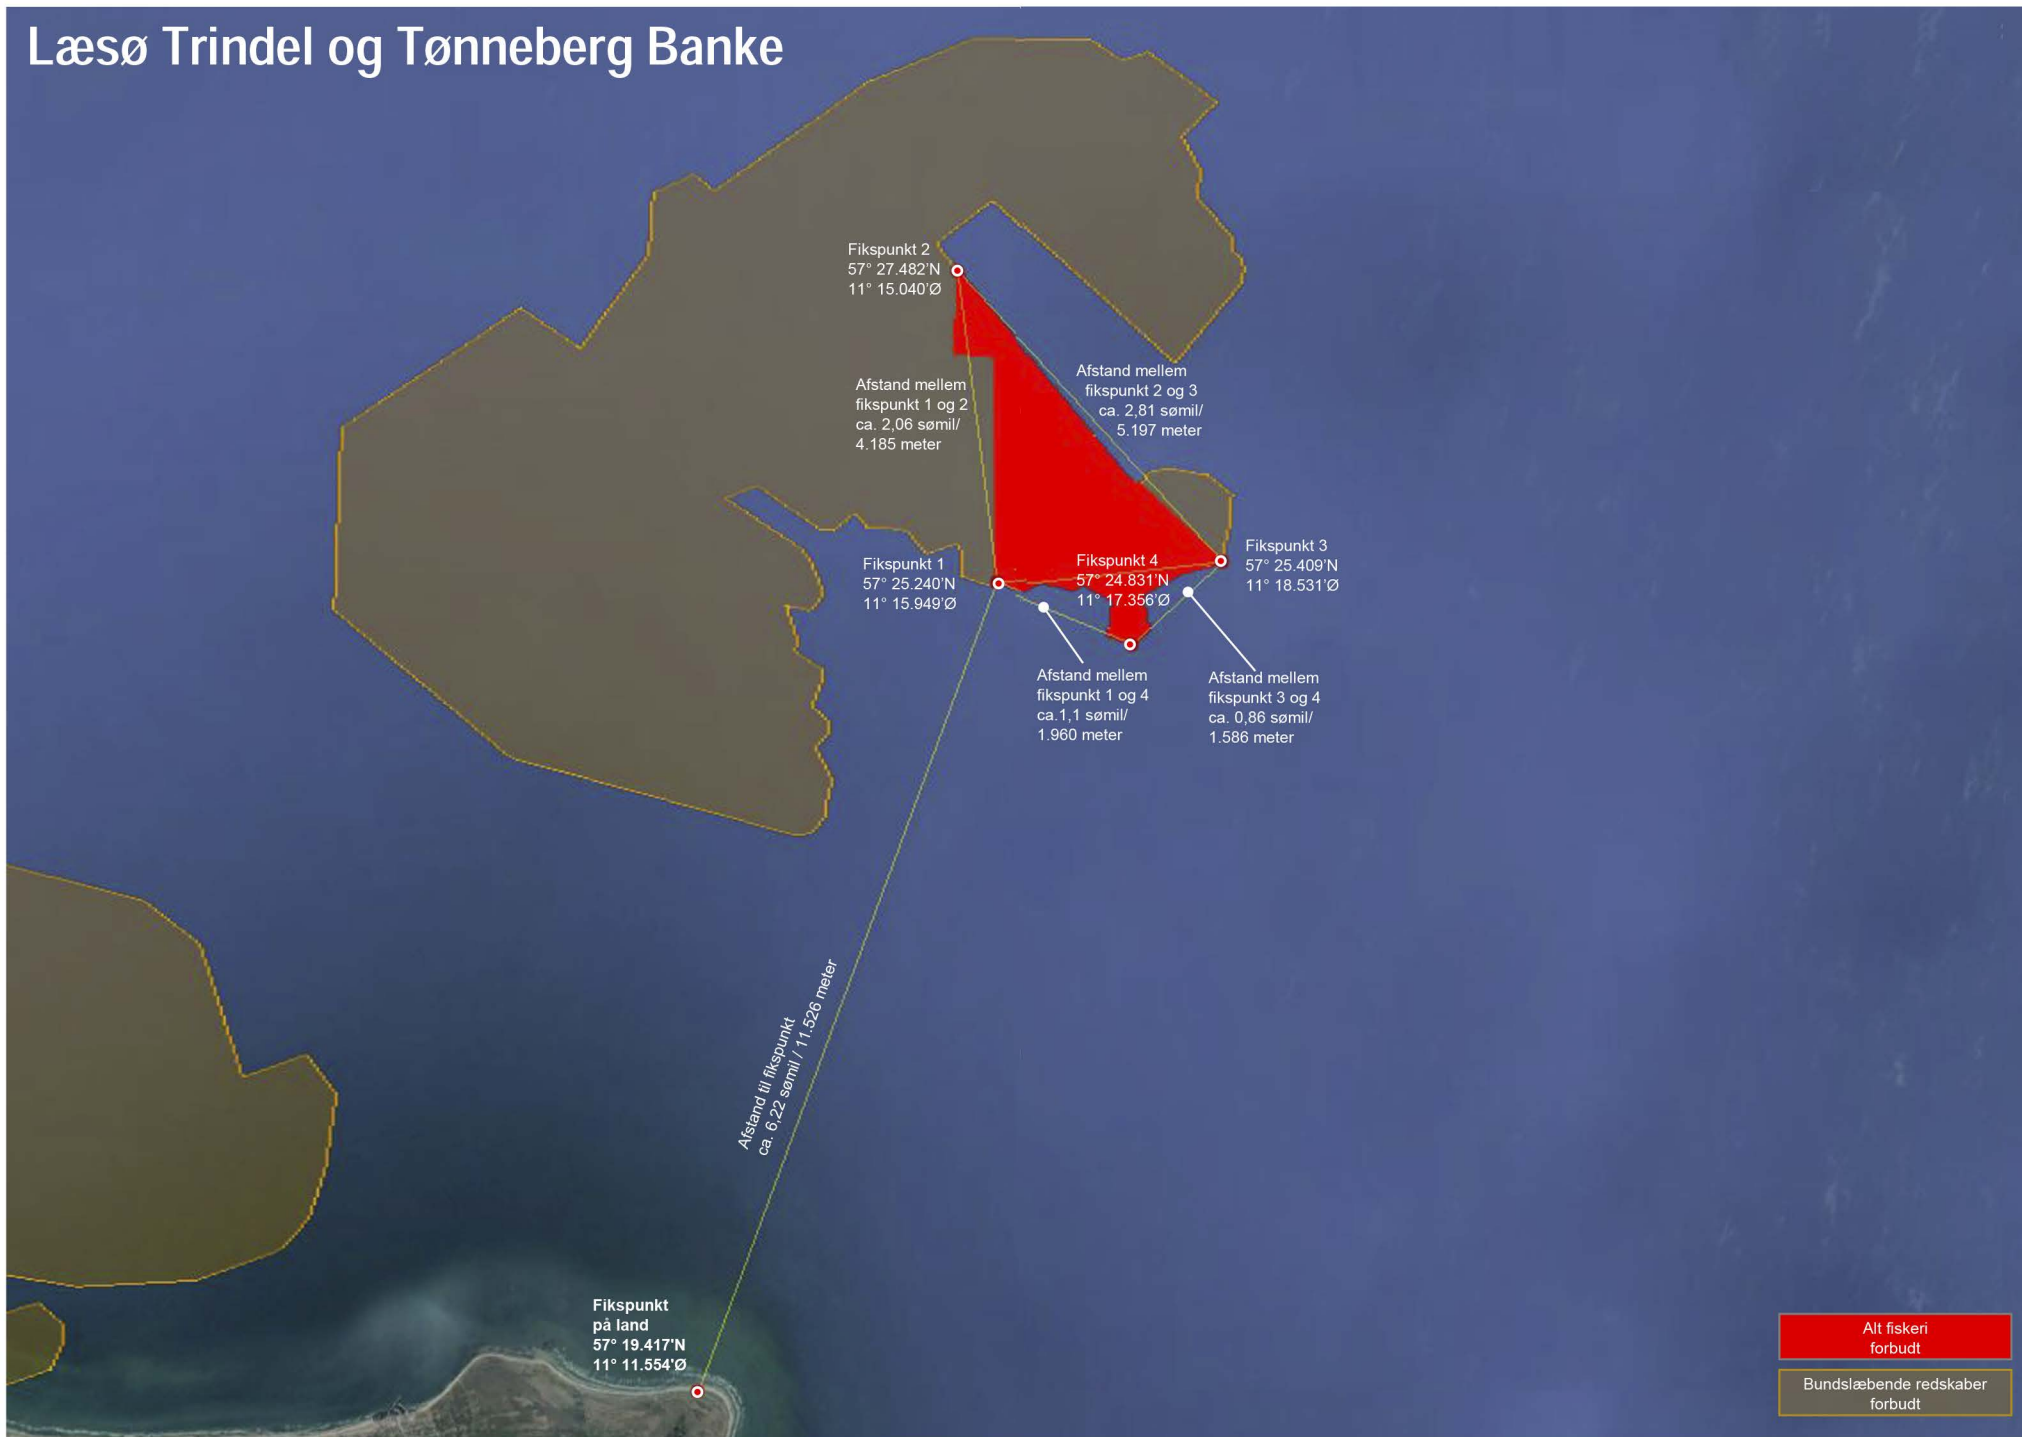 Læsø Trindel og Tønneberg Banke
Fikspunkt 2
57° 27.482'N
11° 15.040'Ø
Afstand mellem
fikspunkt 1 og 2
ca. 2,06 sømil/
4.185 meter
Afstand mellem
fikspunkt 2 og 3
ca. 2,81 sømil/
5.197 meter
Fikspunkt 1
57° 25.240'N
11° 15.949'Ø
Fikspunkt 4
57° 24.831'N
11° 17.356'Ø
Fikspunkt 3
57° 25.409'N
11° 18.531'Ø
Afstand mellem
fikspunkt 1 og 4
ca.1,1 sømil/
1.960 meter
Afstand mellem
fikspunkt 3 og 4
ca. 0,86 sømil/
1.586 meter
Afstand til fikspunkt
ca. 6,22 sømil / 11.526 meter
Fikspunkt
på land
57° 19.417'N
11° 11.554'Ø
Alt fiskeri
forbudt
Bundslæbende redskaber
forbudt